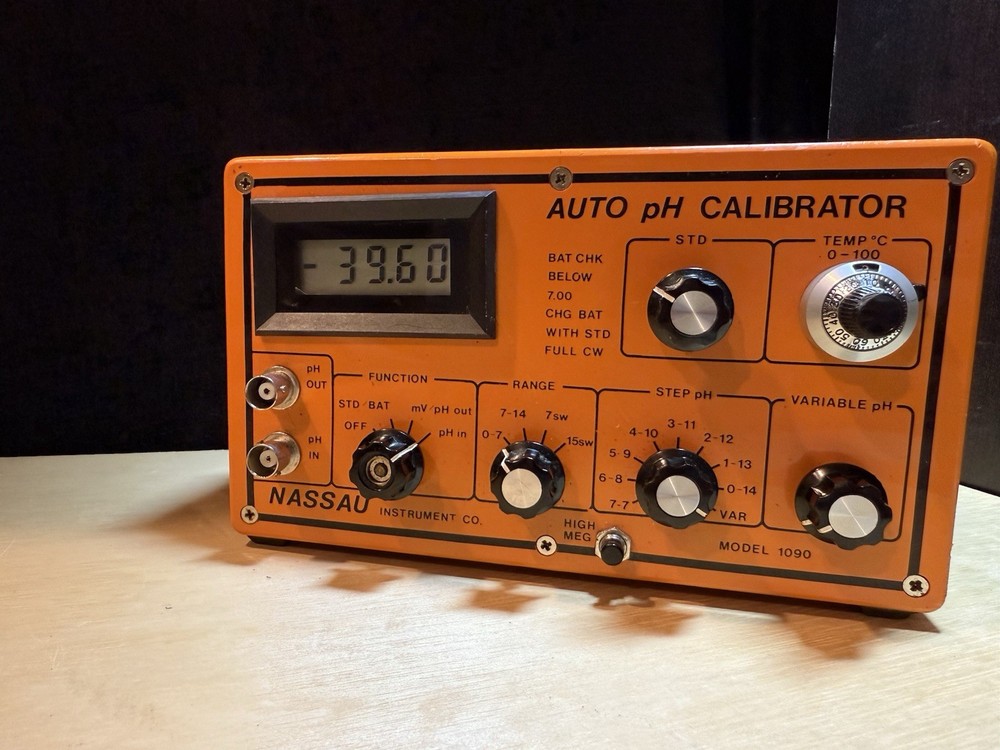 AUTO pH CALIBRATOR
- 39.60
BAT CHK
BELOW
7.00
CHG BAT
WITH STD
FULL CW
STD
TEMP °C
0-100
pH
OUT
pH
IN
FUNCTION
OFF
STD/BAT
mV/pH out
pH in
RANGE
0-7
7-14
7sw
15sw
STEP pH
7-7
6-8
5-9
4-10
3-11
2-12
1-13
0-14
VAR
VARIABLE pH
NASSAU
INSTRUMENT CO.
HIGH
MEG
MODEL 1090